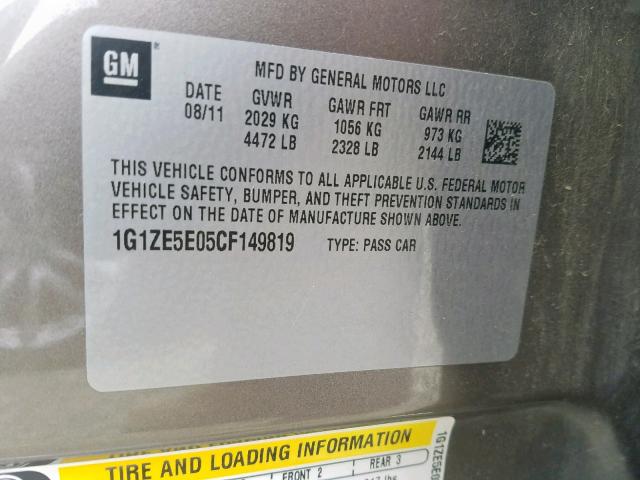 GM
MFD BY GENERAL MOTORS LLC
DATE GVWR GAWR FRT GAWR RR
08/11 2029 KG 1056 KG 973 KG
4472 LB 2328 LB 2144 LB
THIS VEHICLE CONFORMS TO ALL APPLICABLE U.S. FEDERAL MOTOR
VEHICLE SAFETY, BUMPER, AND THEFT PREVENTION STANDARDS IN
EFFECT ON THE DATE OF MANUFACTURE SHOWN ABOVE.
1G1ZE5E05CF149819 TYPE: PASS CAR
TIRE AND LOADING INFORMATION
FRONT 2 REAR 3
1G1ZE5E0